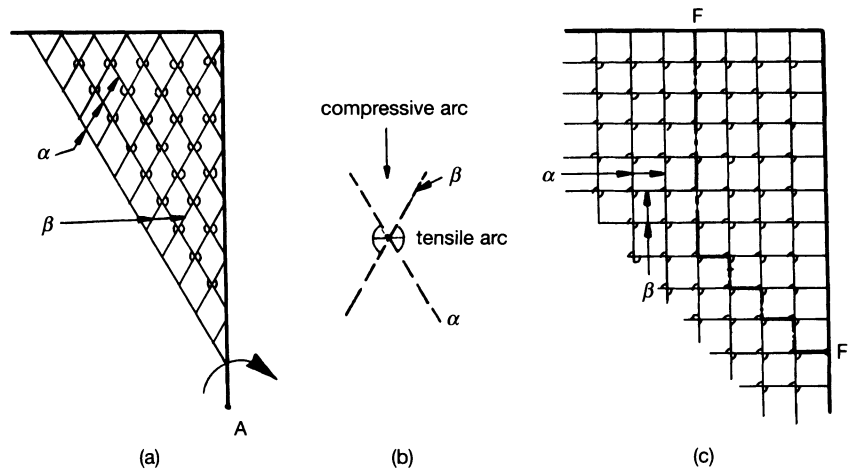 F
compressive arc
α
β
α
β
tensile arc
β
α
β
F
A
(a)
(b)
(c)